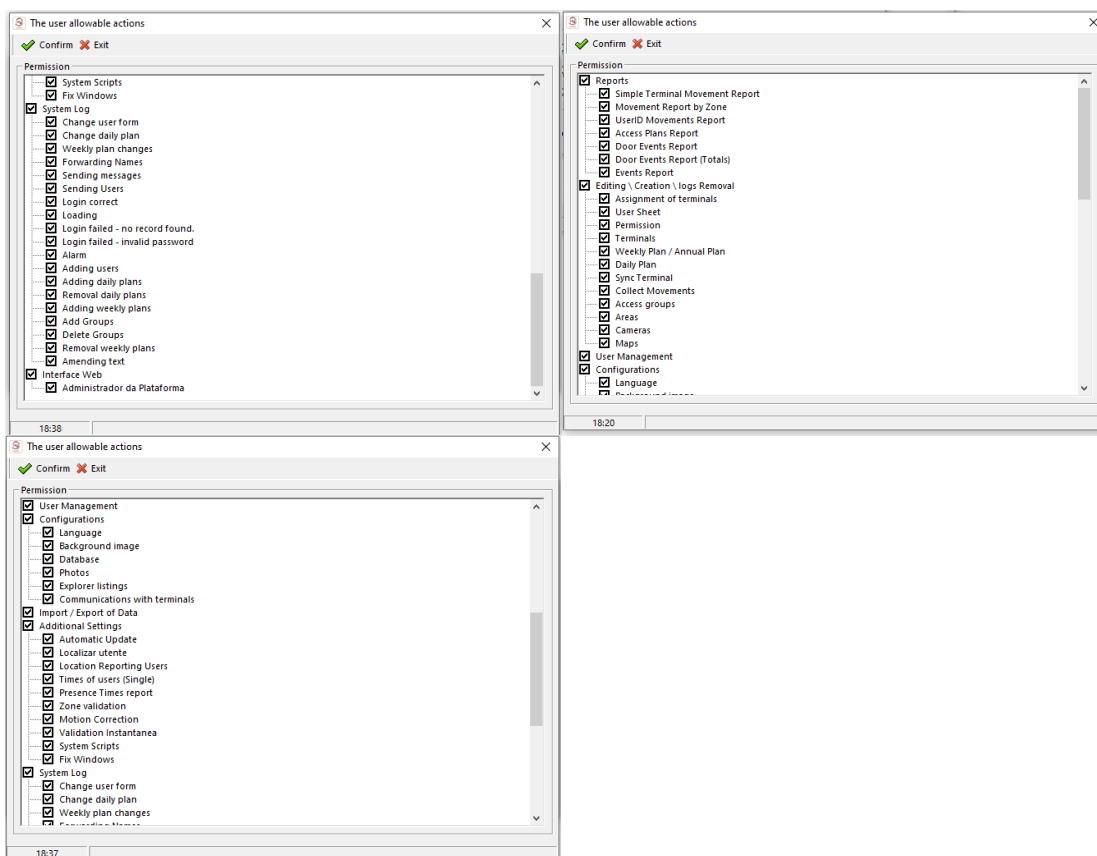 The user allowable actions
Confirm Exit
Permission
System Scripts
Fix Windows
System Log
Change user form
Change daily plan
Weekly plan changes
Forwarding Names
Sending messages
Sending Users
Login correct
Loading
Login failed - no record found.
Login failed - invalid password
Alarm
Adding users
Adding daily plans
Removal daily plans
Adding weekly plans
Add Groups
Delete Groups
Removal weekly plans
Amending text
Interface Web
Administrador da Plataforma
18:38
The user allowable actions
Confirm Exit
Permission
Reports
Simple Terminal Movement Report
Movement Report by Zone
UserID Movements Report
Access Plans Report
Door Events Report
Door Events Report (Totals)
Events Report
Editing \ Creation \ logs Removal
Assignment of terminals
User Sheet
Permission
Terminals
Weekly Plan / Annual Plan
Daily Plan
Sync Terminal
Collect Movements
Access groups
Areas
Cameras
Maps
User Management
Configurations
Language
Background image
18:20
The user allowable actions
Confirm Exit
Permission
User Management
Configurations
Language
Background image
Database
Photos
Explorer listings
Communications with terminals
Import / Export of Data
Additional Settings
Automatic Update
Localizar utente
Location Reporting Users
Times of users (Single)
Presence Times report
Zone validation
Motion Correction
Validation Instantanea
System Scripts
Fix Windows
System Log
Change user form
Change daily plan
Weekly plan changes
Forwarding Names
18:37